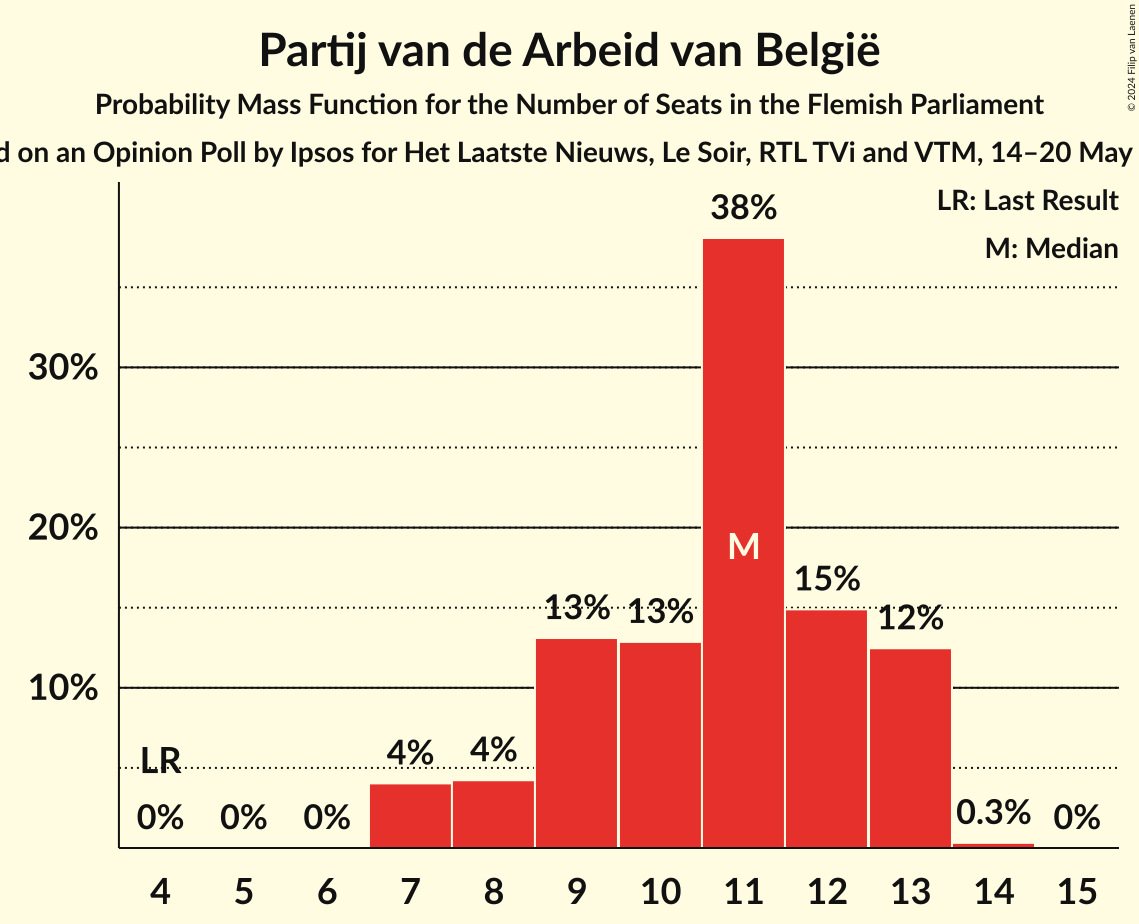 Partij van de Arbeid van België
Probability Mass Function for the Number of Seats in the Flemish Parliament
on an Opinion Poll by Ipsos for Het Laatste Nieuws, Le Soir, RTL TVi and VTM, 14–20 May
© 2024 Filip van Laenen
LR: Last Result
M: Median
38%
30%
20%
M
15%
13% 13%
12%
10%
LR
4% 4%
0% 0% 0%
0.3% 0%
4 5 6 7 8 9 10 11 12 13 14 15